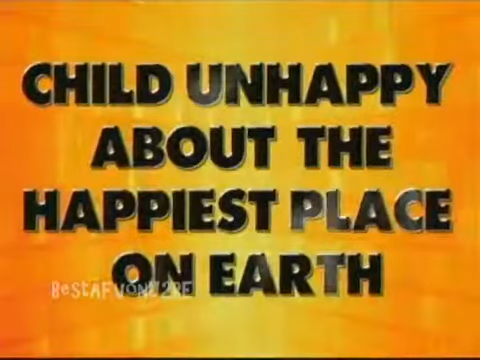 CHILD UNHAPPY
ABOUT THE
HAPPIEST PLACE
ON EARTH